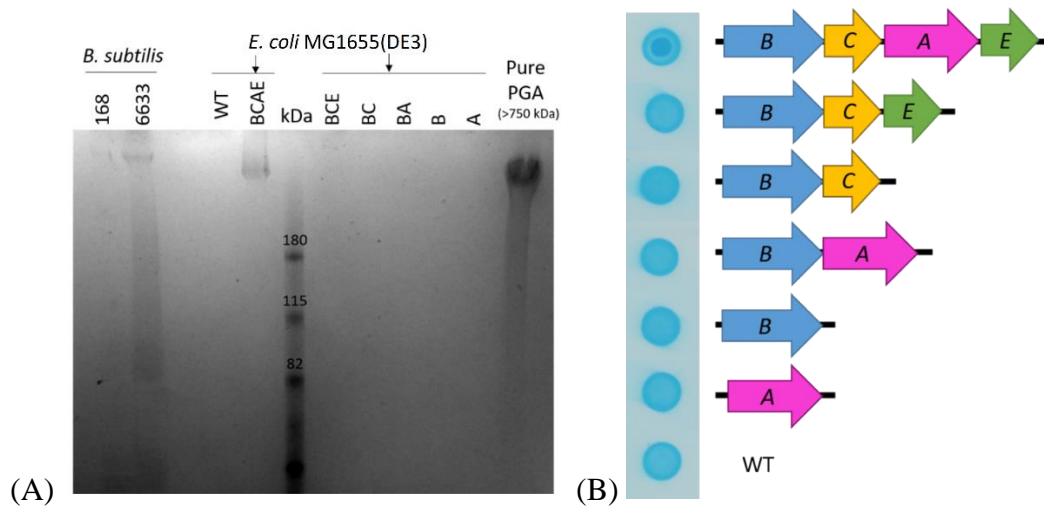 E. coli MG1655(DE3)
B. subtilis
Pure
PGA
(>750 kDa)
168
6633
WT
BCAE
kDa
BCE
BC
BA
B
A
180
115
82
(A)
B C A E
B C E
B C
B A
B
A
WT
(B)